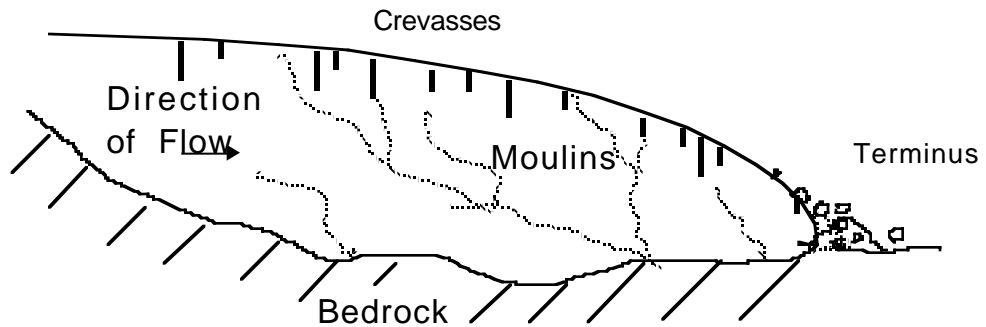 Crevasses
Direction
of Flow
Moulins
Terminus
Bedrock